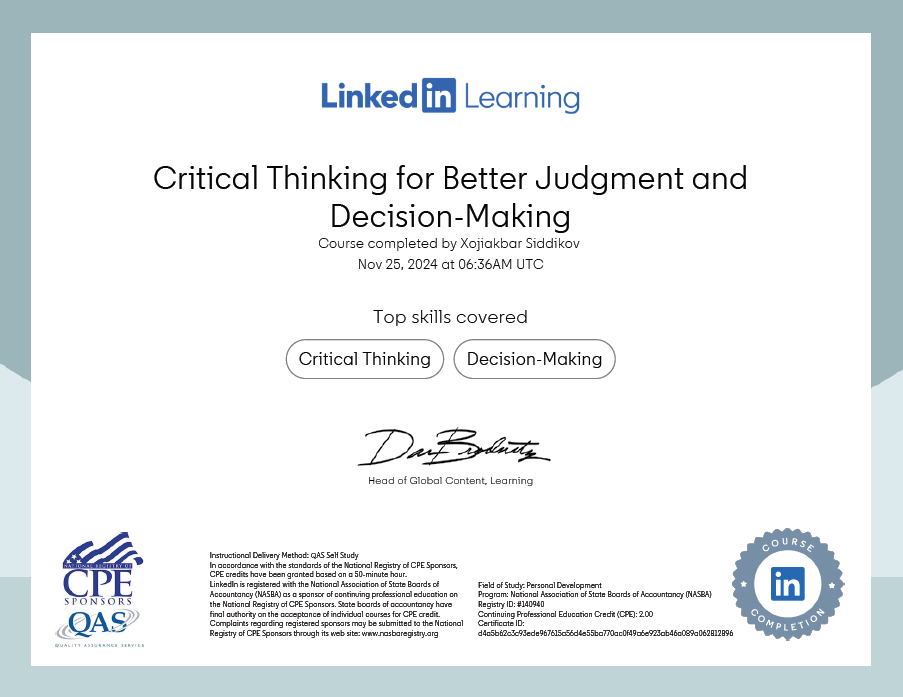 Linked in Learning
Critical Thinking for Better Judgment and
Decision-Making
Course completed by Xojiakbar Siddikov
Nov 25, 2024 at 06:36AM UTC
Top skills covered
Critical Thinking
Decision-Making
Head of Global Content, Learning
NATIONAL REGISTRY OF
CPE
SPONSORS
QAS
QUALITY ASSURANCE SERVICE
Instructional Delivery Method: QAS Self Study
In accordance with the standards of the National Registry of CPE Sponsors,
CPE credits have been granted based on a 50-minute hour.
LinkedIn is registered with the National Association of State Boards of
Accountancy (NASBA) as a sponsor of continuing professional education on
the National Registry of CPE Sponsors. State boards of accountancy have
final authority on the acceptance of individual courses for CPE credit.
Complaints regarding registered sponsors may be submitted to the National
Registry of CPE Sponsors through its web site: www.nasbaregistry.org
Field of Study: Personal Development
Program: National Association of State Boards of Accountancy (NASBA)
Registry ID: #140940
Continuing Professional Education Credit (CPE): 2.00
Certificate ID:
d4a5b62a3c93ede967615a56d4e55ba770ac0f49a6e923ab46a089a062812896
COURSE
in
COMPLETION